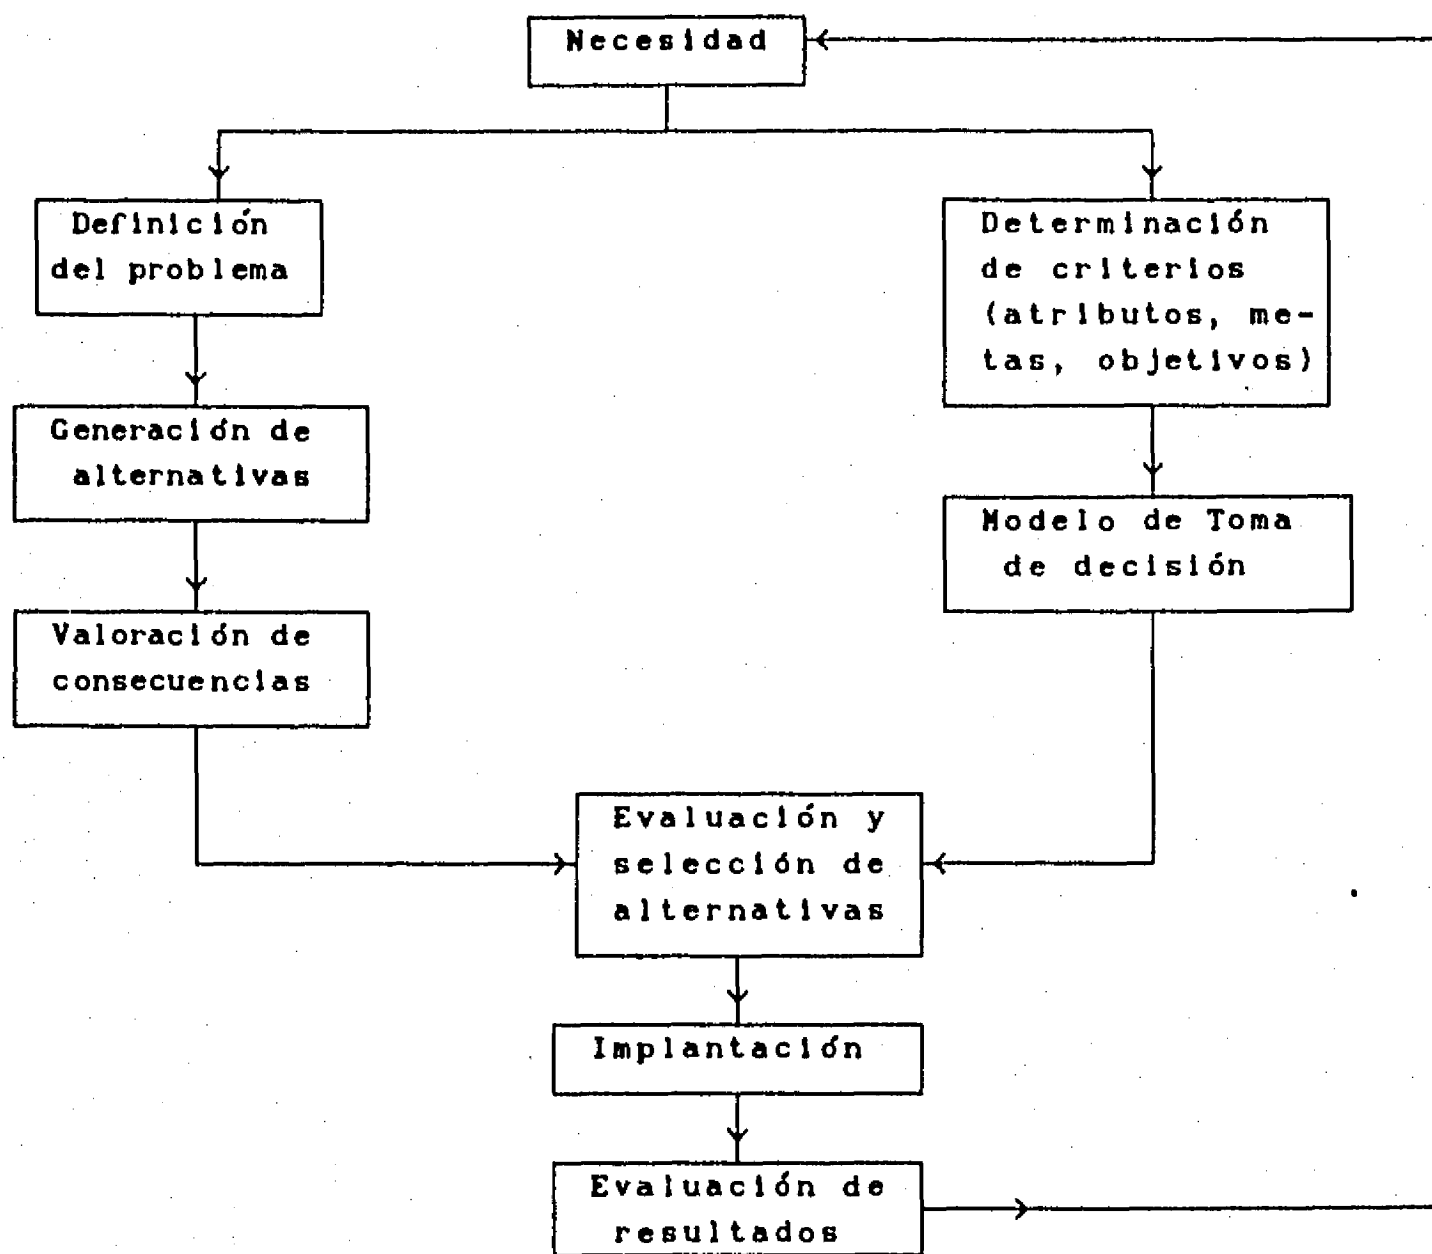 Necesidad
Definición
del problema
Determinación
de criterios
(atributos, me-
tas, objetivos)
Generación de
alternativas
Modelo de Toma
de decisión
Valoración de
consecuencias
Evaluación y
selección de
alternativas
Implantación
Evaluación de
resultados